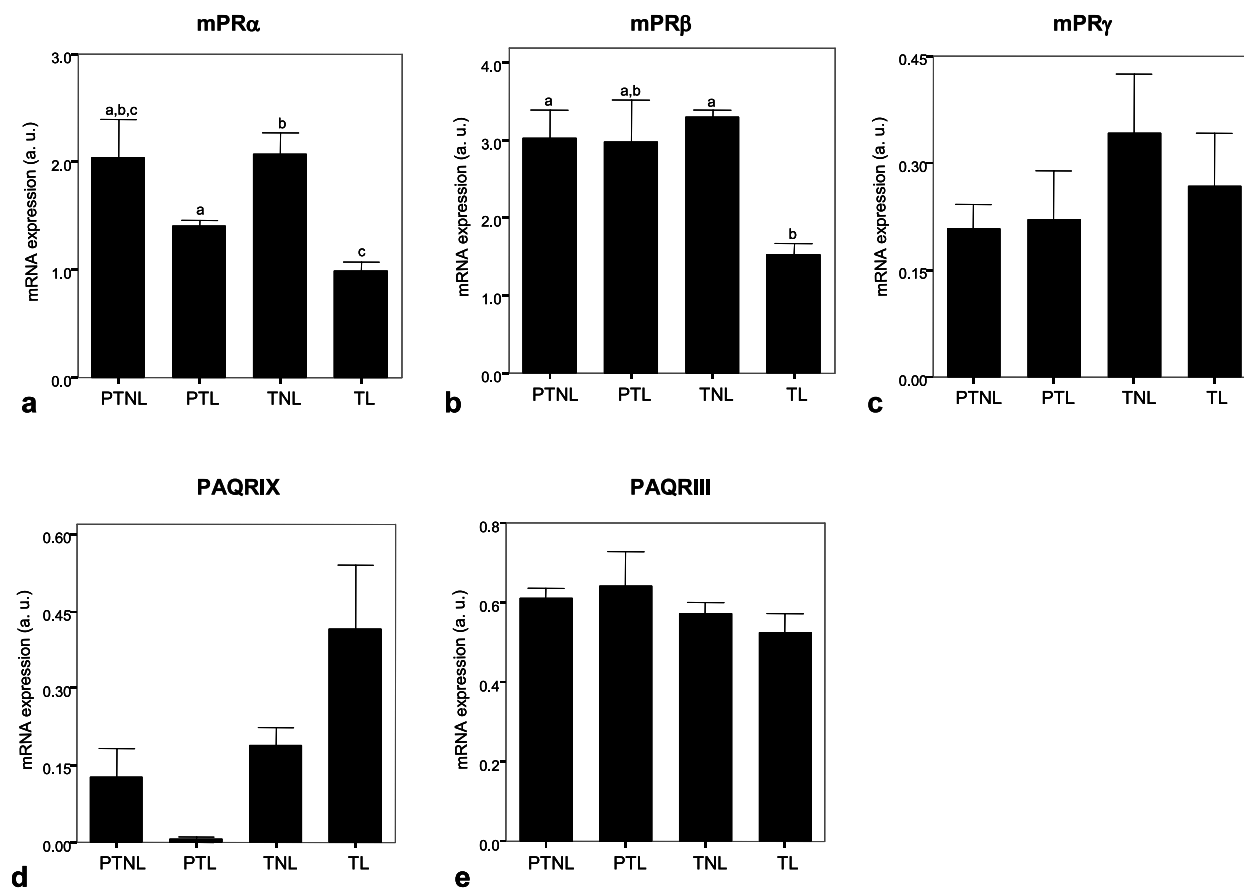 mPRα
mRNA expression (a. u.)
3.0
2.0
1.0
0.0
a,b,c
a
b
c
PTNL PTL TNL TL
a
mPRβ
mRNA expression (a. u.)
4.0
3.0
2.0
1.0
0.0
a
a,b
a
b
PTNL PTL TNL TL
b
mPRγ
mRNA expression (a. u.)
0.45
0.30
0.15
0.00
PTNL PTL TNL TL
c
PAQRIX
mRNA expression (a. u.)
0.60
0.45
0.30
0.15
0.00
PTNL PTL TNL TL
d
PAQRIII
mRNA expression (a. u.)
0.8
0.6
0.4
0.2
0.0
PTNL PTL TNL TL
e